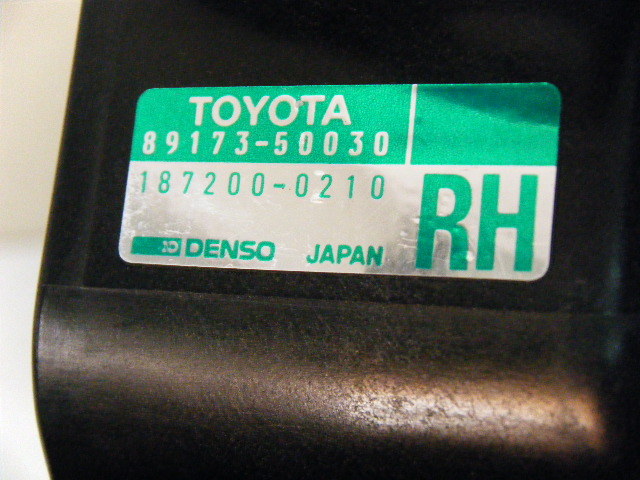 TOYOTA
89173-50030
187200-0210
RH
DENSO JAPAN